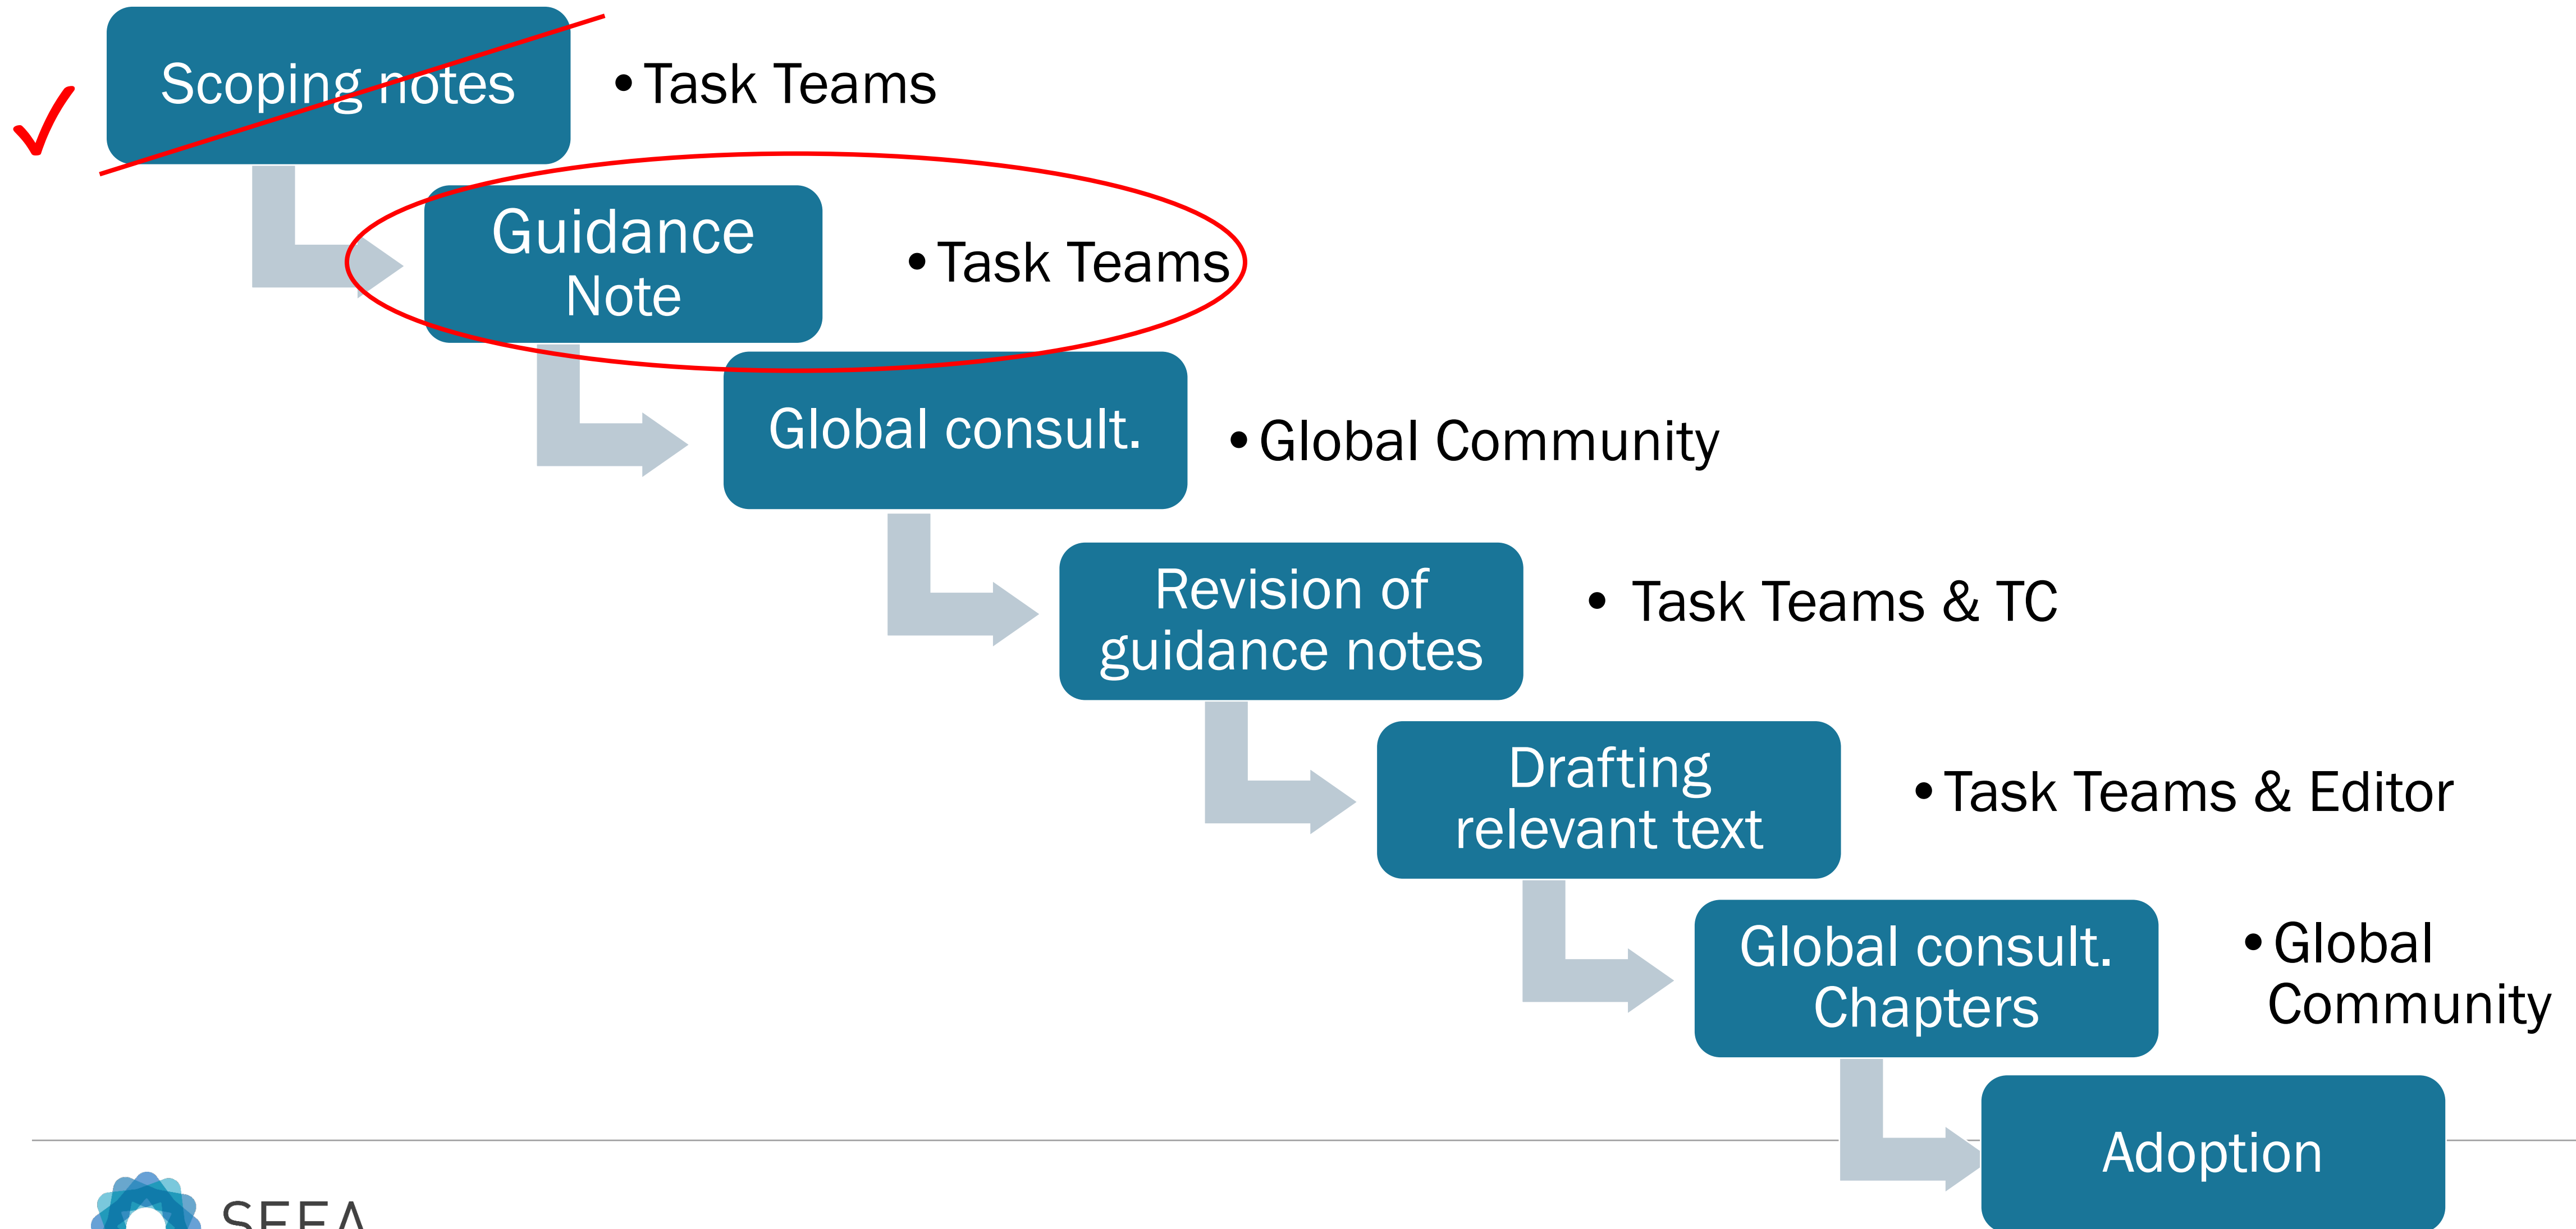 Scoping notes
• Task Teams
Guidance
Note
• Task Teams
Global consult.
• Global Community
Revision of
guidance notes
• Task Teams & TC
Drafting
relevant text
• Task Teams & Editor
Global consult.
Chapters
• Global
Community
Adoption
SEEA